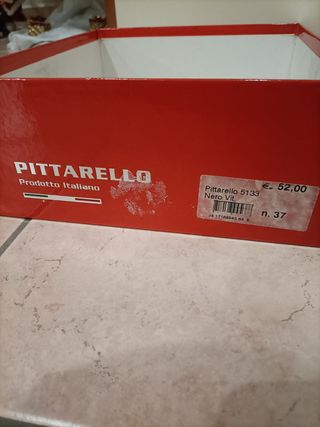 PITTARELLO
Prodotto Italiano
Pittarello 5133
€. 52,00
Nero Vit.
n. 37